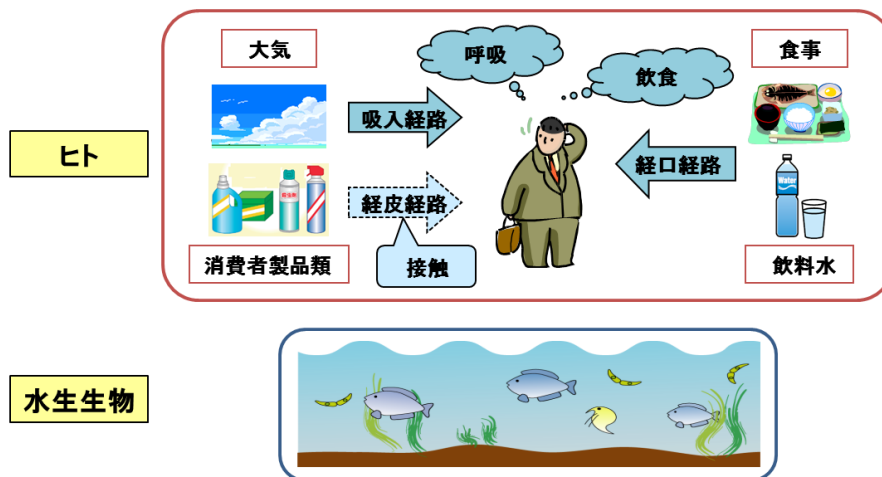 大気
呼吸
食事
飲食
吸入経路
ヒト
経口経路
Water
経皮経路
消費者製品類
接触
飲料水
水生生物